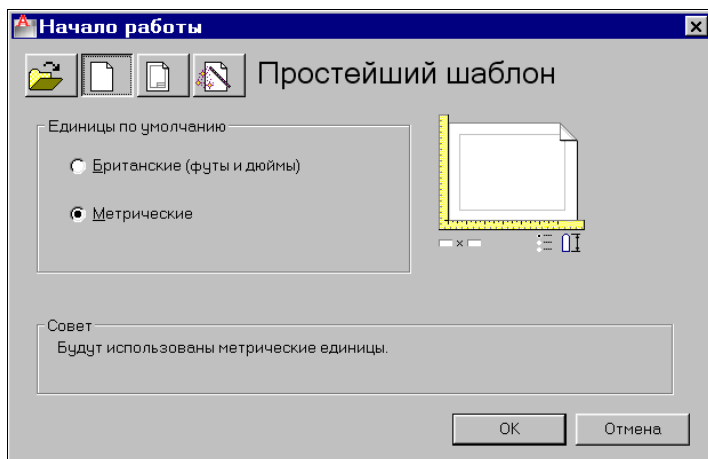 Начало работы
Простейший шаблон
Единицы по умолчанию
Британские (футы и дюймы)
Метрические
Совет
Будут использованы метрические единицы.
OK
Отмена